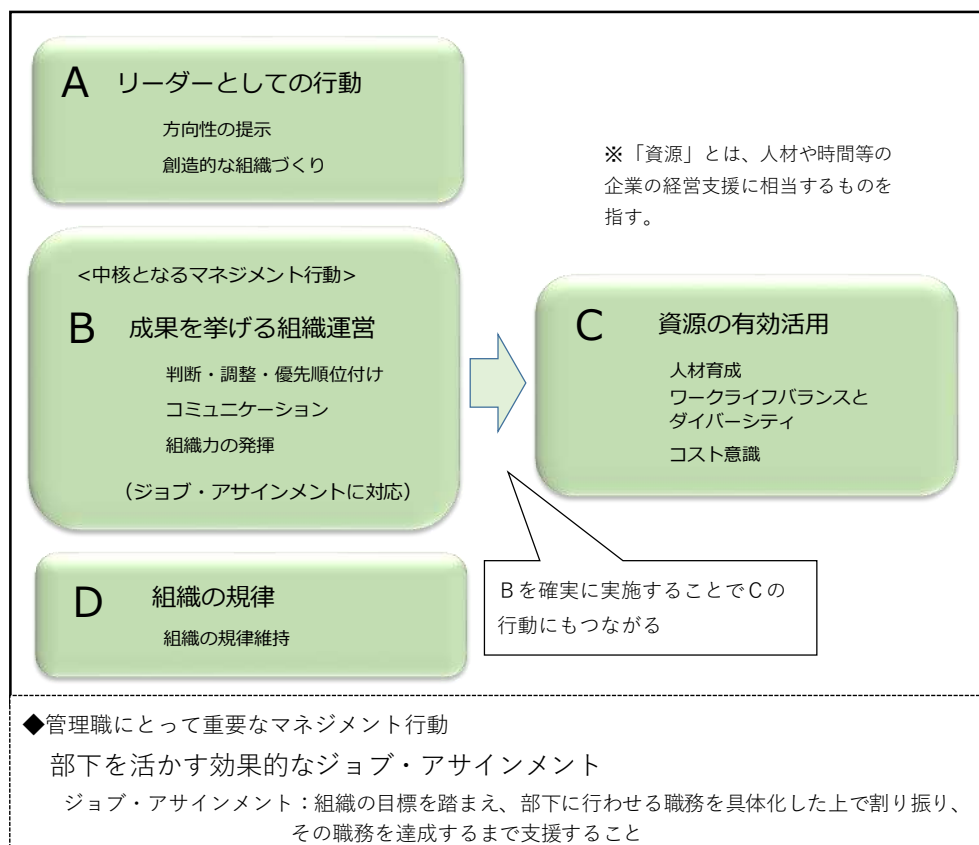 A リーダーとしての行動
方向性の提示
創造的な組織づくり
※「資源」とは、人材や時間等の
企業の経営支援に相当するものを
指す。
<中核となるマネジメント行動>
B 成果を挙げる組織運営
判断・調整・優先順位付け
コミュニケーション
組織力の発揮
（ジョブ・アサインメントに対応）
C 資源の有効活用
人材育成
ワークライフバランスと
ダイバーシティ
コスト意識
Ｂを確実に実施することでＣの
行動にもつながる
D 組織の規律
組織の規律維持
◆管理職にとって重要なマネジメント行動
部下を活かす効果的なジョブ・アサインメント
ジョブ・アサインメント：組織の目標を踏まえ、部下に行わせる職務を具体化した上で割り振り、
その職務を達成するまで支援すること